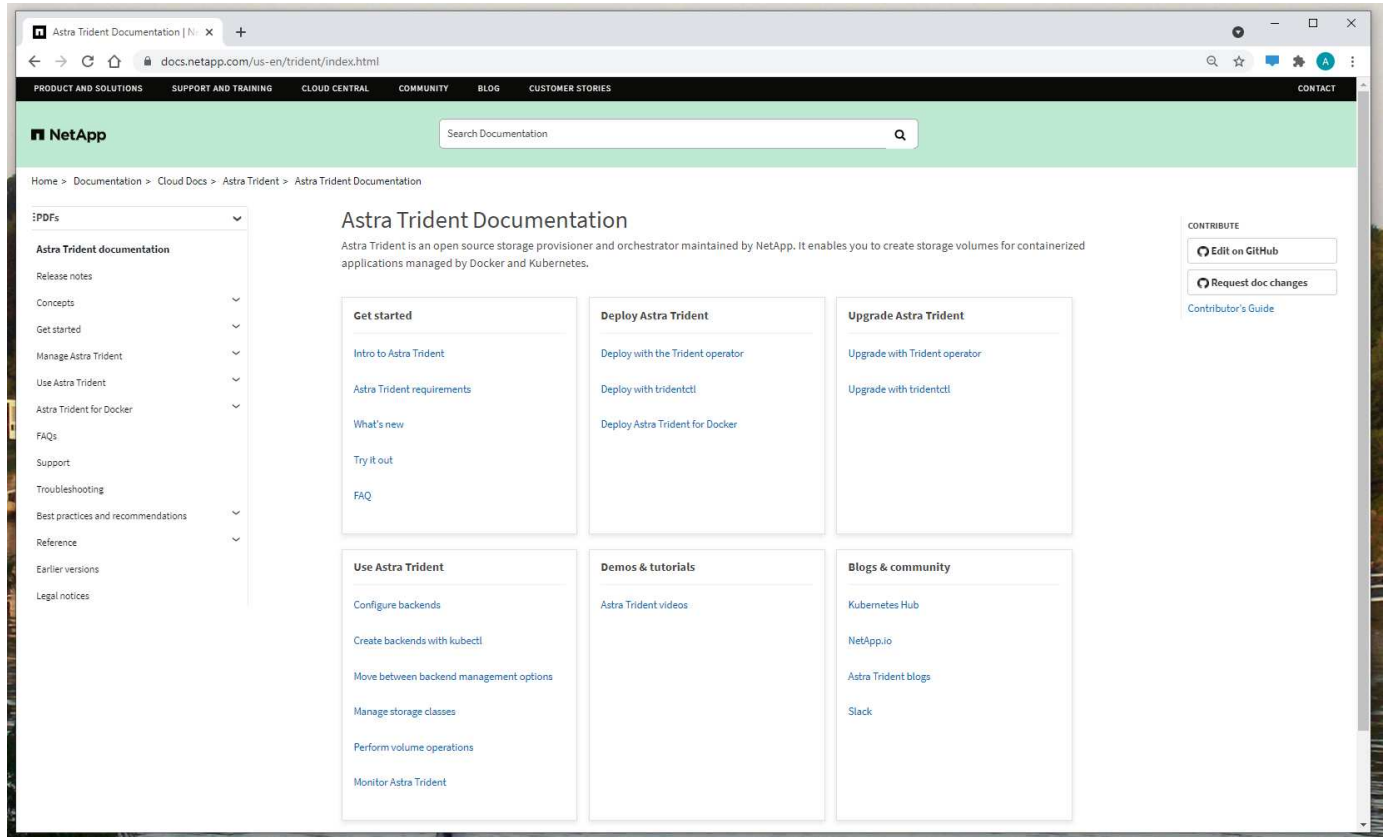 Astra Trident Documentation | N
docs.netapp.com/us-en/trident/index.html
A
PRODUCT AND SOLUTIONS SUPPORT AND TRAINING CLOUD CENTRAL COMMUNITY BLOG CUSTOMER STORIES CONTACT
NetApp
Search Documentation
Home > Documentation > Cloud Docs > Astra Trident > Astra Trident Documentation
PDFs
Astra Trident documentation
Release notes
Concepts
Get started
Manage Astra Trident
Use Astra Trident
Astra Trident for Docker
FAQs
Support
Troubleshooting
Best practices and recommendations
Reference
Earlier versions
Legal notices
Astra Trident Documentation
Astra Trident is an open source storage provisioner and orchestrator maintained by NetApp. It enables you to create storage volumes for containerized
applications managed by Docker and Kubernetes.
Get started
Intro to Astra Trident
Astra Trident requirements
What's new
Try it out
FAQ
Deploy Astra Trident
Deploy with the Trident operator
Deploy with tridentctl
Deploy Astra Trident for Docker
Upgrade Astra Trident
Upgrade with Trident operator
Upgrade with tridentctl
Use Astra Trident
Configure backends
Create backends with kubectl
Move between backend management options
Manage storage classes
Perform volume operations
Monitor Astra Trident
Demos & tutorials
Astra Trident videos
Blogs & community
Kubernetes Hub
NetApp.io
Astra Trident blogs
Slack
CONTRIBUTE
Edit on GitHub
Request doc changes
Contributor's Guide